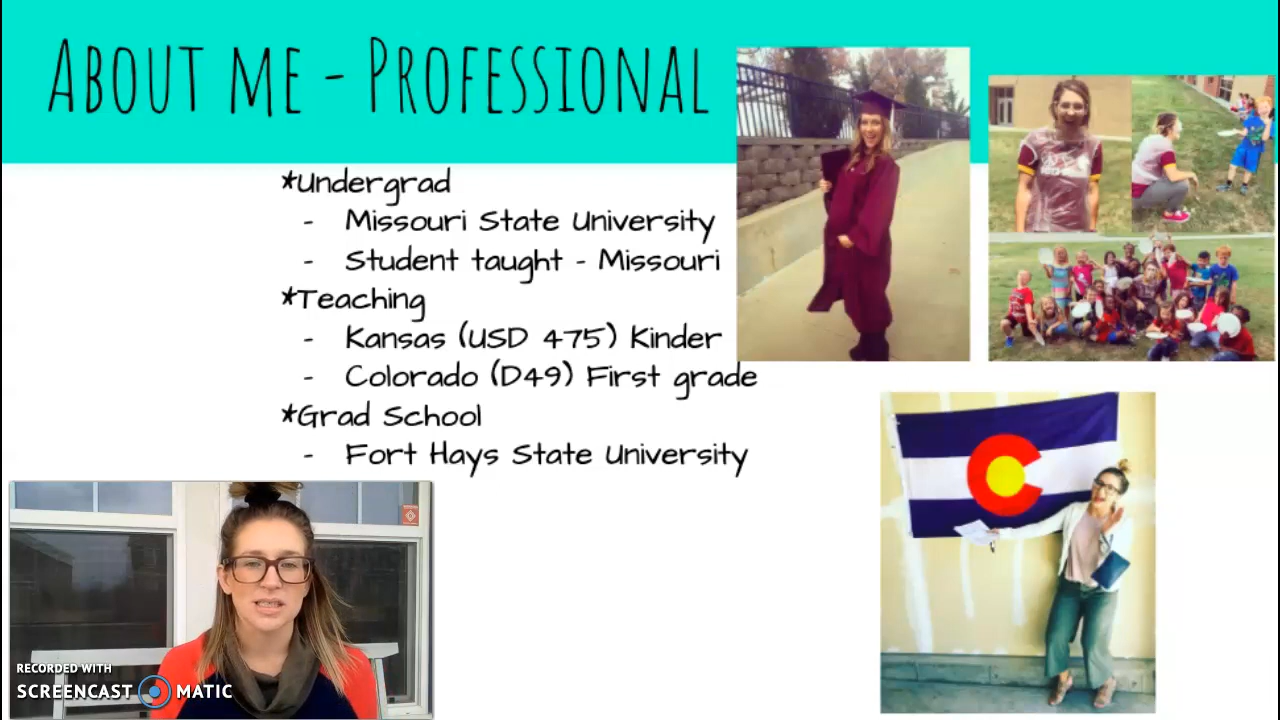 About me - Professional
*Undergrad
- Missouri State University
- Student taught - Missouri
*Teaching
- Kansas (USD 475) Kinder
- Colorado (D49) First grade
*Grad School
- Fort Hays State University
RECORDED WITH
SCREENCAST MATIC